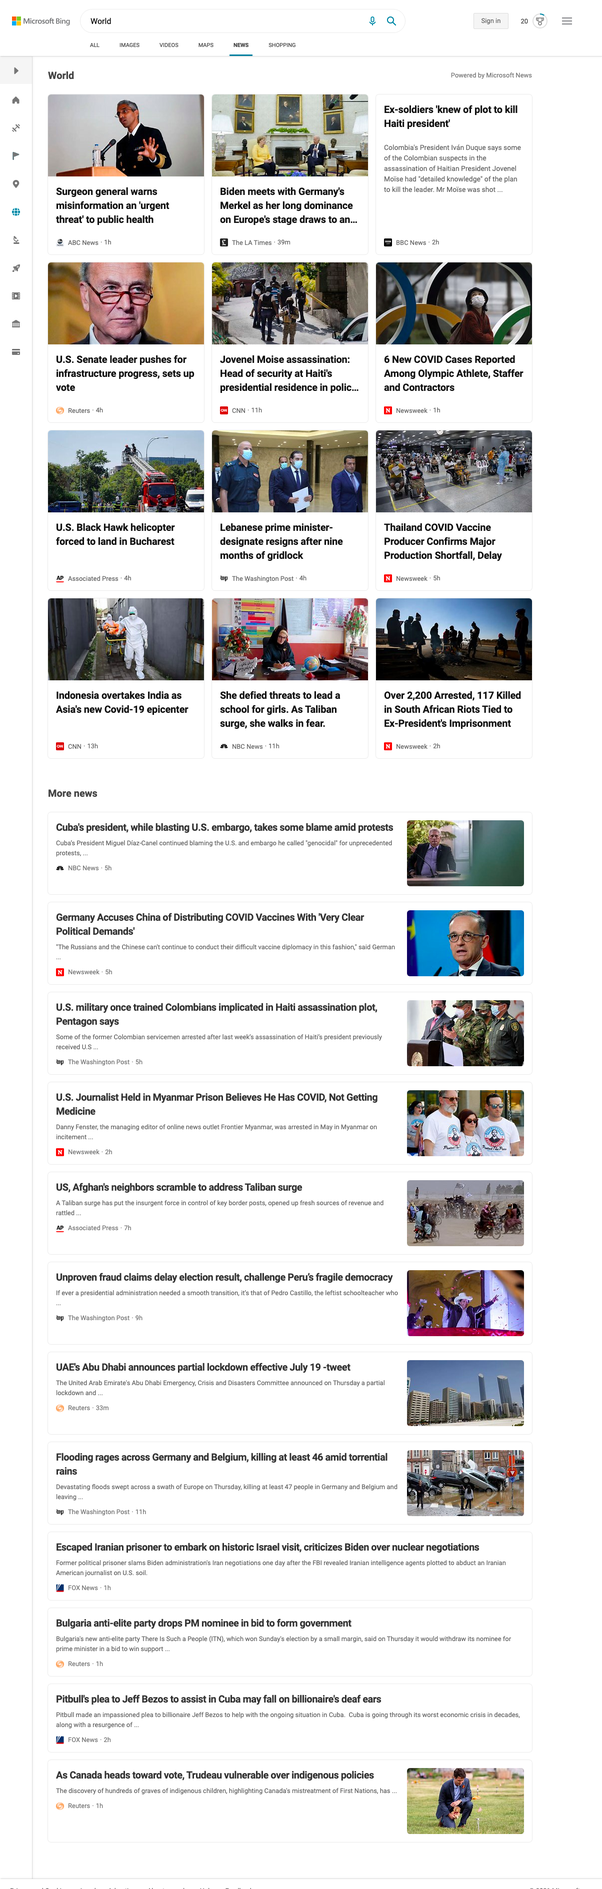 Microsoft Bing
World
Sign in
20
ALL IMAGES VIDEOS MAPS NEWS SHOPPING
World
Powered by Microsoft News
Surgeon general warns
misinformation an 'urgent
threat' to public health
ABC News · 1h
Biden meets with Germany's
Merkel as her long dominance
on Europe's stage draws to an...
The LA Times · 39m
Ex-soldiers 'knew of plot to kill
Haiti president'
Colombia's President Iván Duque says some
of the Colombian suspects in the
assassination of Haitian President Jovenel
Moïse had "detailed knowledge" of the plan
to kill the leader. Mr Moïse was shot ...
BBC News · 2h
U.S. Senate leader pushes for
infrastructure progress, sets up
vote
Reuters · 4h
Jovenel Moise assassination:
Head of security at Haiti's
presidential residence in polic...
CNN · 11h
6 New COVID Cases Reported
Among Olympic Athlete, Staffer
and Contractors
Newsweek · 1h
U.S. Black Hawk helicopter
forced to land in Bucharest
AP Associated Press · 4h
Lebanese prime minister-
designate resigns after nine
months of gridlock
wp The Washington Post · 4h
Thailand COVID Vaccine
Producer Confirms Major
Production Shortfall, Delay
Newsweek · 5h
Indonesia overtakes India as
Asia's new Covid-19 epicenter
CNN · 13h
She defied threats to lead a
school for girls. As Taliban
surge, she walks in fear.
NBC News · 11h
Over 2,200 Arrested, 117 Killed
in South African Riots Tied to
Ex-President's Imprisonment
Newsweek · 2h
More news
Cuba's president, while blasting U.S. embargo, takes some blame amid protests
Cuba's President Miguel Díaz-Canel continued blaming the U.S. and embargo he called "genocidal" for unprecedented
protests, ...
NBC News · 5h
Germany Accuses China of Distributing COVID Vaccines With 'Very Clear
Political Demands'
"The Russians and the Chinese can't continue to conduct their difficult vaccine diplomacy in this fashion," said German
...
Newsweek · 5h
U.S. military once trained Colombians implicated in Haiti assassination plot,
Pentagon says
Some of the former Colombian servicemen arrested after last week's assassination of Haiti's president previously
received U.S ...
wp The Washington Post · 5h
U.S. Journalist Held in Myanmar Prison Believes He Has COVID, Not Getting
Medicine
Danny Fenster, the managing editor of online news outlet Frontier Myanmar, was arrested in May in Myanmar on
incitement ...
Newsweek · 2h
US, Afghan's neighbors scramble to address Taliban surge
A Taliban surge has put the insurgent force in control of key border posts, opened up fresh sources of revenue and
rattled ...
AP Associated Press · 7h
Unproven fraud claims delay election result, challenge Peru's fragile democracy
If ever a presidential administration needed a smooth transition, it's that of Pedro Castillo, the leftist schoolteacher who
...
wp The Washington Post · 9h
UAE's Abu Dhabi announces partial lockdown effective July 19 -tweet
The United Arab Emirate's Abu Dhabi Emergency, Crisis and Disasters Committee announced on Thursday a partial
lockdown and ...
Reuters · 33m
Flooding rages across Germany and Belgium, killing at least 46 amid torrential
rains
Devastating floods swept across a swath of Europe on Thursday, killing at least 47 people in Germany and Belgium and
leaving ...
wp The Washington Post · 11h
Escaped Iranian prisoner to embark on historic Israel visit, criticizes Biden over nuclear negotiations
Former political prisoner slams Biden administration's Iran negotiations one day after the FBI revealed Iranian intelligence agents plotted to abduct an Iranian
American journalist on U.S. soil.
FOX News · 1h
Bulgaria anti-elite party drops PM nominee in bid to form government
Bulgaria's new anti-elite party There Is Such a People (ITN), which won Sunday's election by a small margin, said on Thursday it would withdraw its nominee for
prime minister in a bid to win support ...
Reuters · 1h
Pitbull's plea to Jeff Bezos to assist in Cuba may fall on billionaire's deaf ears
Pitbull made an impassioned plea to billionaire Jeff Bezos to help with the ongoing situation in Cuba. Cuba is going through its worst economic crisis in decades,
along with a resurgence of ...
FOX News · 2h
As Canada heads toward vote, Trudeau vulnerable over indigenous policies
The discovery of hundreds of graves of indigenous children, highlighting Canada's mistreatment of First Nations, has ...
Reuters · 1h